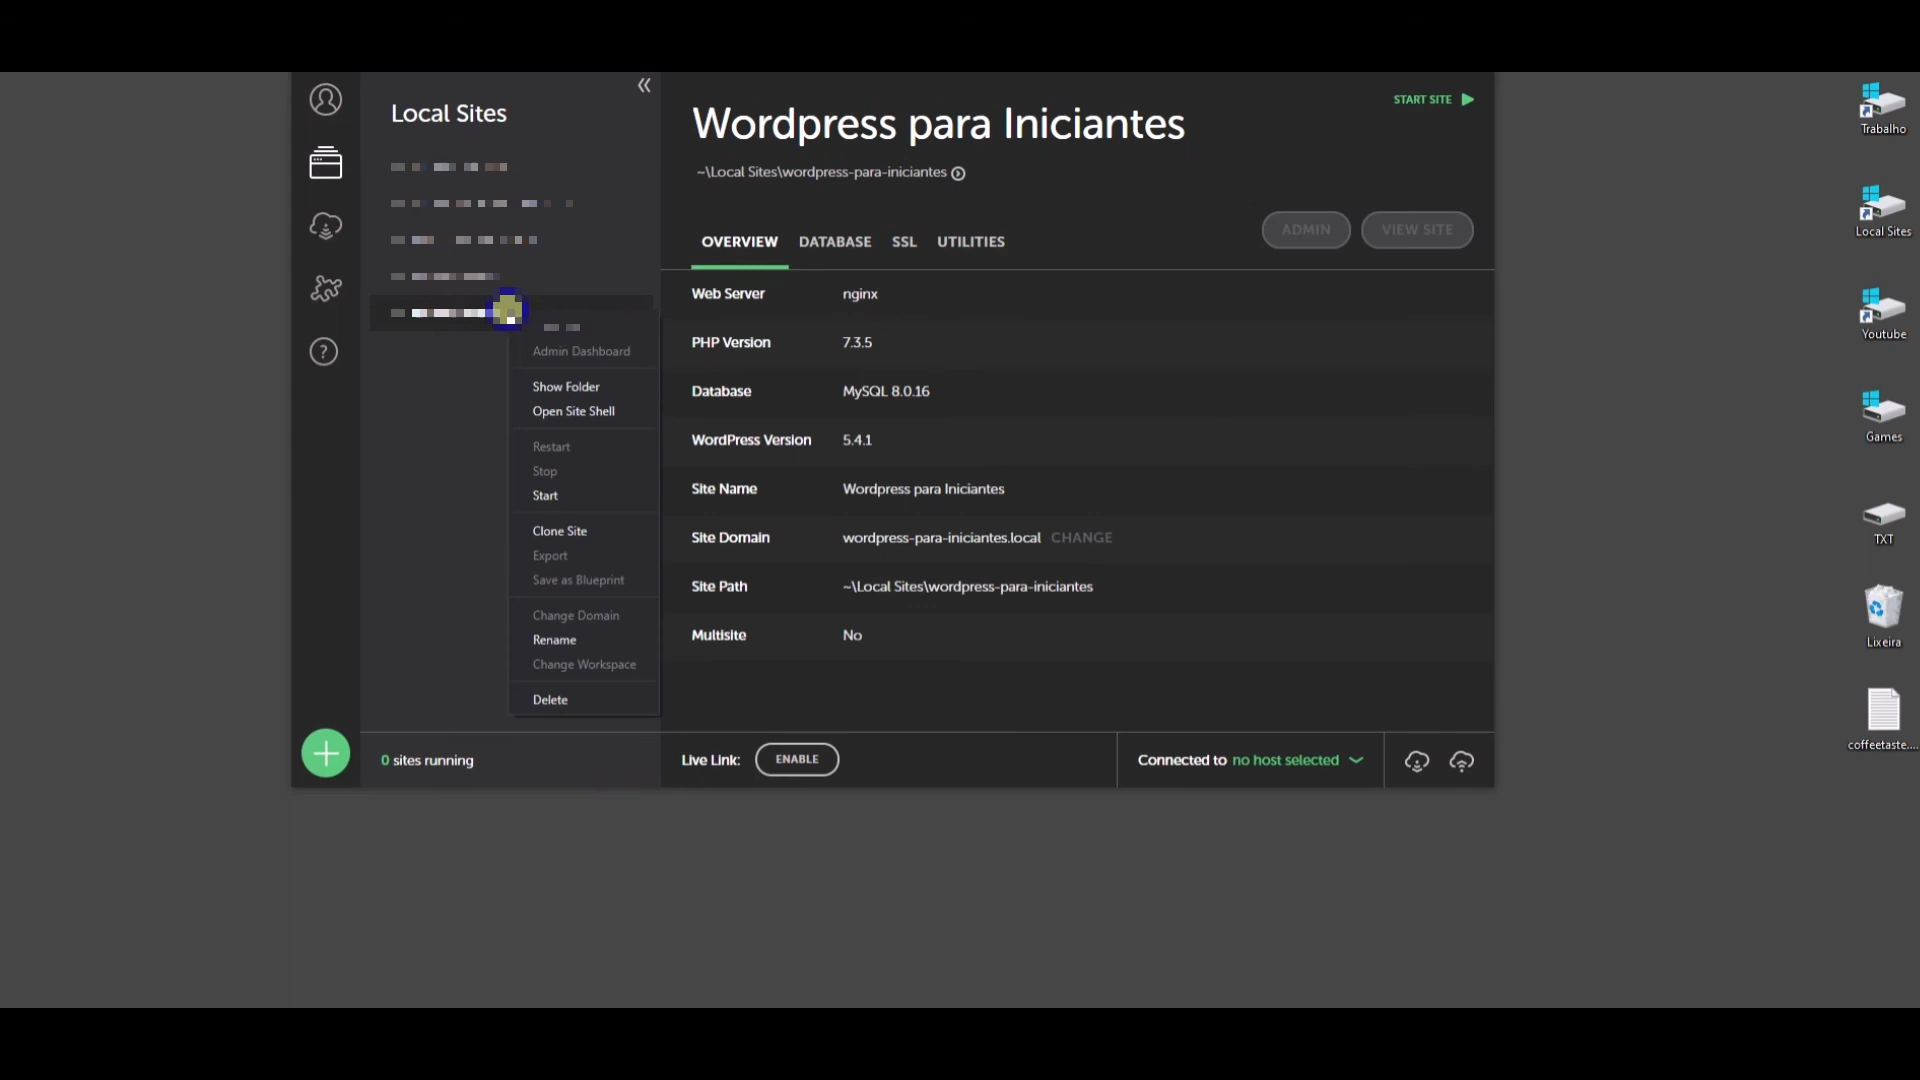 Local Sites
Wordpress para Iniciantes
START SITE
~\Local Sites\wordpress-para-iniciantes
OVERVIEW DATABASE SSL UTILITIES
ADMIN VIEW SITE
Web Server nginx
PHP Version 7.3.5
Database MySQL 8.0.16
WordPress Version 5.4.1
Site Name Wordpress para Iniciantes
Site Domain wordpress-para-iniciantes.local CHANGE
Site Path ~\Local Sites\wordpress-para-iniciantes
Multisite No
Admin Dashboard
Show Folder
Open Site Shell
Restart
Stop
Start
Clone Site
Export
Save as Blueprint
Change Domain
Rename
Change Workspace
Delete
0 sites running
Live Link: ENABLE
Connected to no host selected
Trabalho
Local Sites
Youtube
Games
TXT
Lixeira
coffeetaste....